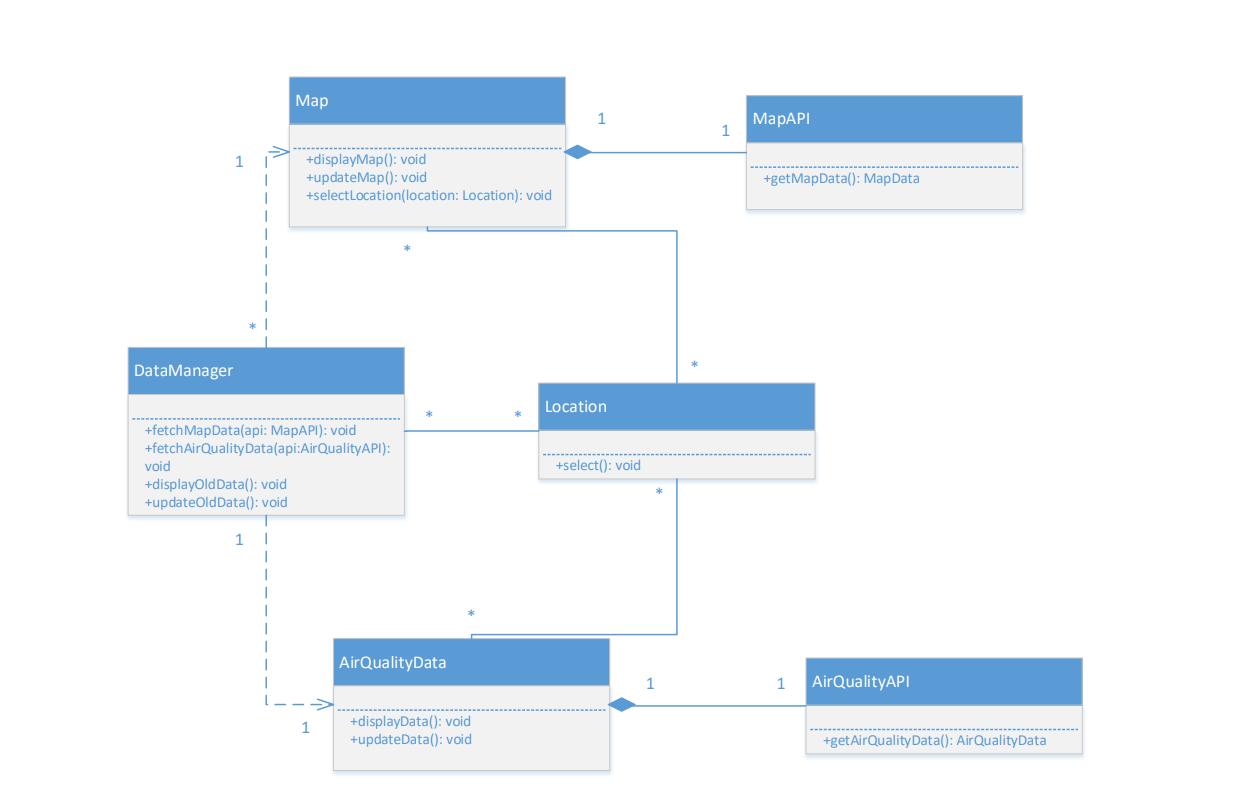 Map
+displayMap(): void
+updateMap(): void
+selectLocation(location: Location): void
1
1
MapAPI
+getMapData(): MapData
1
*
*
*
DataManager
+fetchMapData(api: MapAPI): void
+fetchAirQualityData(api:AirQualityAPI):
void
+displayOldData(): void
+updateOldData(): void
*
*
Location
+select(): void
*
1
*
1
AirQualityData
+displayData(): void
+updateData(): void
1
1
AirQualityAPI
+getAirQualityData(): AirQualityData